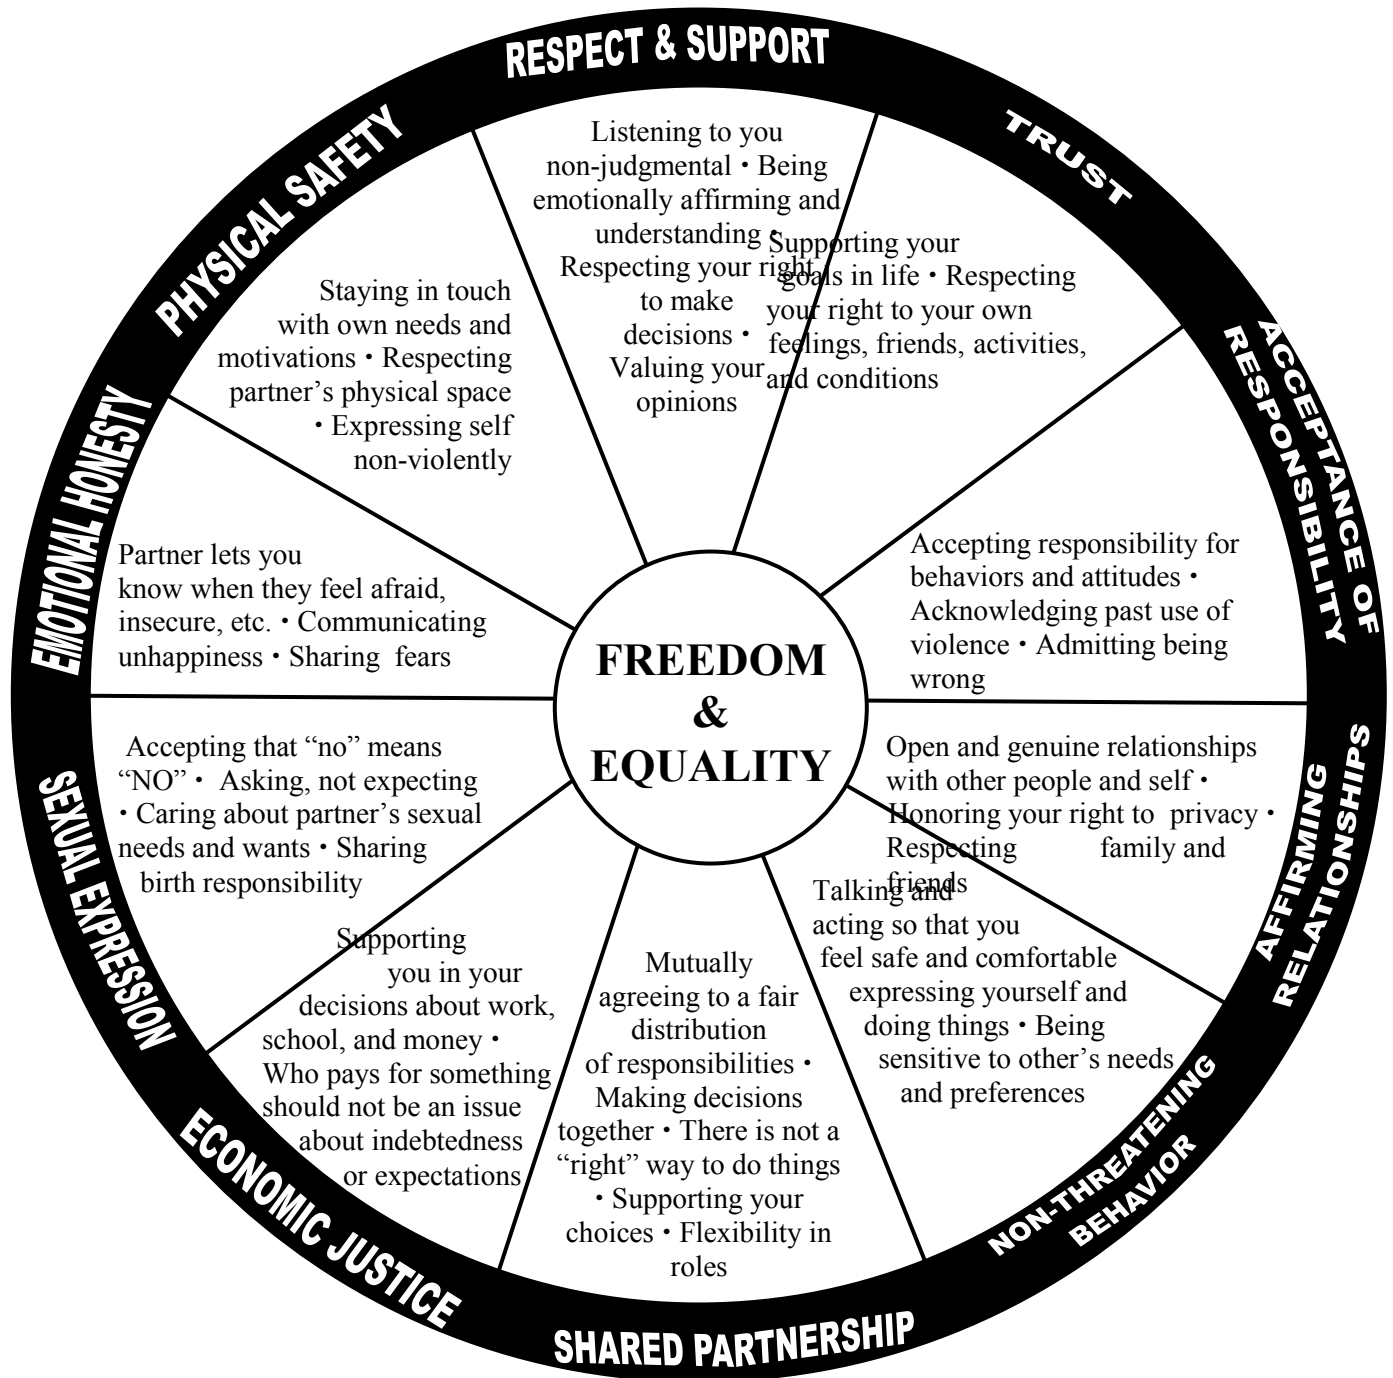 RESPECT & SUPPORT
Listening to you
non-judgmental • Being
emotionally affirming and
understanding •
Respecting your right
to make
decisions •
Valuing your
opinions
TRUST
Supporting your
goals in life • Respecting
your right to your own
feelings, friends, activities,
and conditions
ACCEPTANCE OF
RESPONSIBILITY
Accepting responsibility for
behaviors and attitudes •
Acknowledging past use of
violence • Admitting being
wrong
AFFIRMING
RELATIONSHIPS
Open and genuine relationships
with other people and self •
Honoring your right to privacy •
Respecting family and
friends
NON-THREATENING
BEHAVIOR
Talking and
acting so that you
feel safe and comfortable
expressing yourself and
doing things • Being
sensitive to other's needs
and preferences
SHARED PARTNERSHIP
Mutually
agreeing to a fair
distribution
of responsibilities •
Making decisions
together • There is not a
“right” way to do things
• Supporting your
choices • Flexibility in
roles
ECONOMIC JUSTICE
Supporting
you in your
decisions about work,
school, and money •
Who pays for something
should not be an issue
about indebtedness
or expectations
SEXUAL EXPRESSION
Accepting that “no” means
“NO” • Asking, not expecting
• Caring about partner’s sexual
needs and wants • Sharing
birth responsibility
EMOTIONAL HONESTY
Partner lets you
know when they feel afraid,
insecure, etc. • Communicating
unhappiness • Sharing fears
PHYSICAL SAFETY
Staying in touch
with own needs and
motivations • Respecting
partner’s physical space
• Expressing self
non-violently
FREEDOM
&
EQUALITY